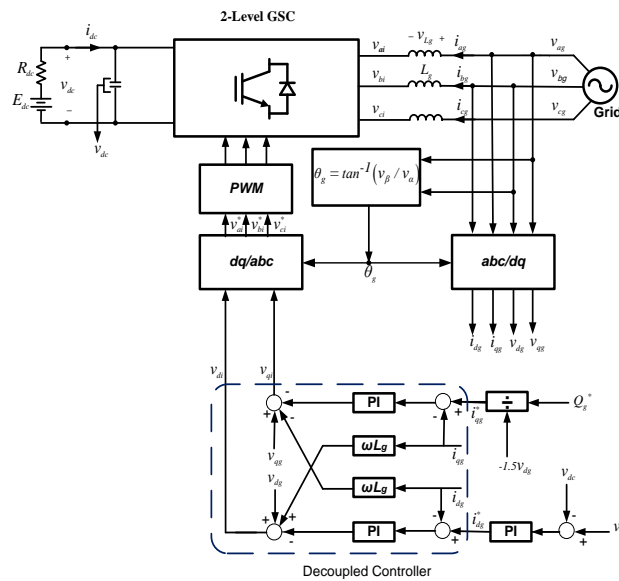 2-Level GSC
i_dc
R_dc
+
v_dc
E_dc
−
v_dc
v_ai
- v_Lg +
i_ag
v_ag
v_bi
L_g
i_bg
v_bg
v_ci
i_cg
v_cg
Grid
PWM
θ_g = tan⁻¹(v_β / v_α)
v*_ai v*_bi v*_ci
dq/abc
θ_g
abc/dq
i_dg i_qg v_dg v_qg
v_di v_qi
- - PI - + i*_qg ÷ Q_g*
+
v_qg
ωL_g
i_qg
-1.5v_dg
v_dg
ωL_g
i_dg
v_dc
+ + - PI - + i*_dg PI - +
v
Decoupled Controller